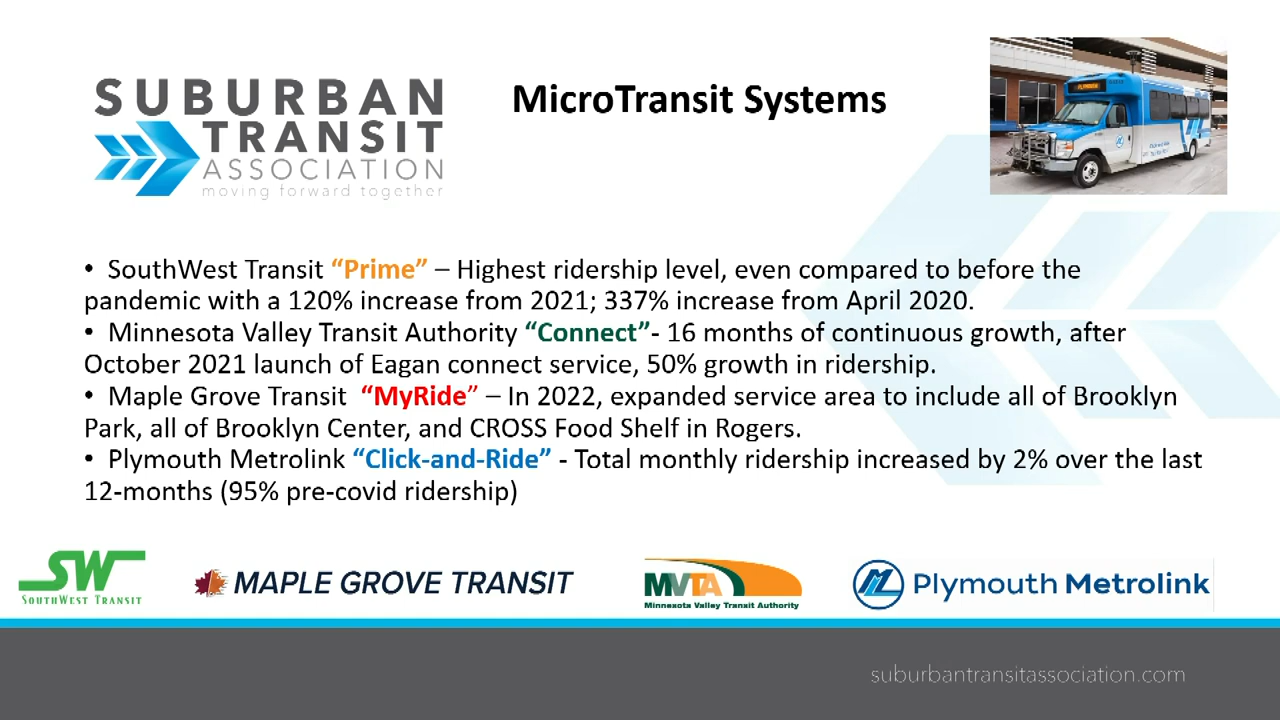 SUBURBAN
TRANSIT
ASSOCIATION
moving forward together
MicroTransit Systems
• SouthWest Transit “Prime” – Highest ridership level, even compared to before the
pandemic with a 120% increase from 2021; 337% increase from April 2020.
• Minnesota Valley Transit Authority “Connect”- 16 months of continuous growth, after
October 2021 launch of Eagan connect service, 50% growth in ridership.
• Maple Grove Transit “MyRide” – In 2022, expanded service area to include all of Brooklyn
Park, all of Brooklyn Center, and CROSS Food Shelf in Rogers.
• Plymouth Metrolink “Click-and-Ride” - Total monthly ridership increased by 2% over the last
12-months (95% pre-covid ridership)
SW
SOUTHWEST TRANSIT
MAPLE GROVE TRANSIT
MVTA
Minnesota Valley Transit Authority
Plymouth Metrolink
suburbantransitassociation.com